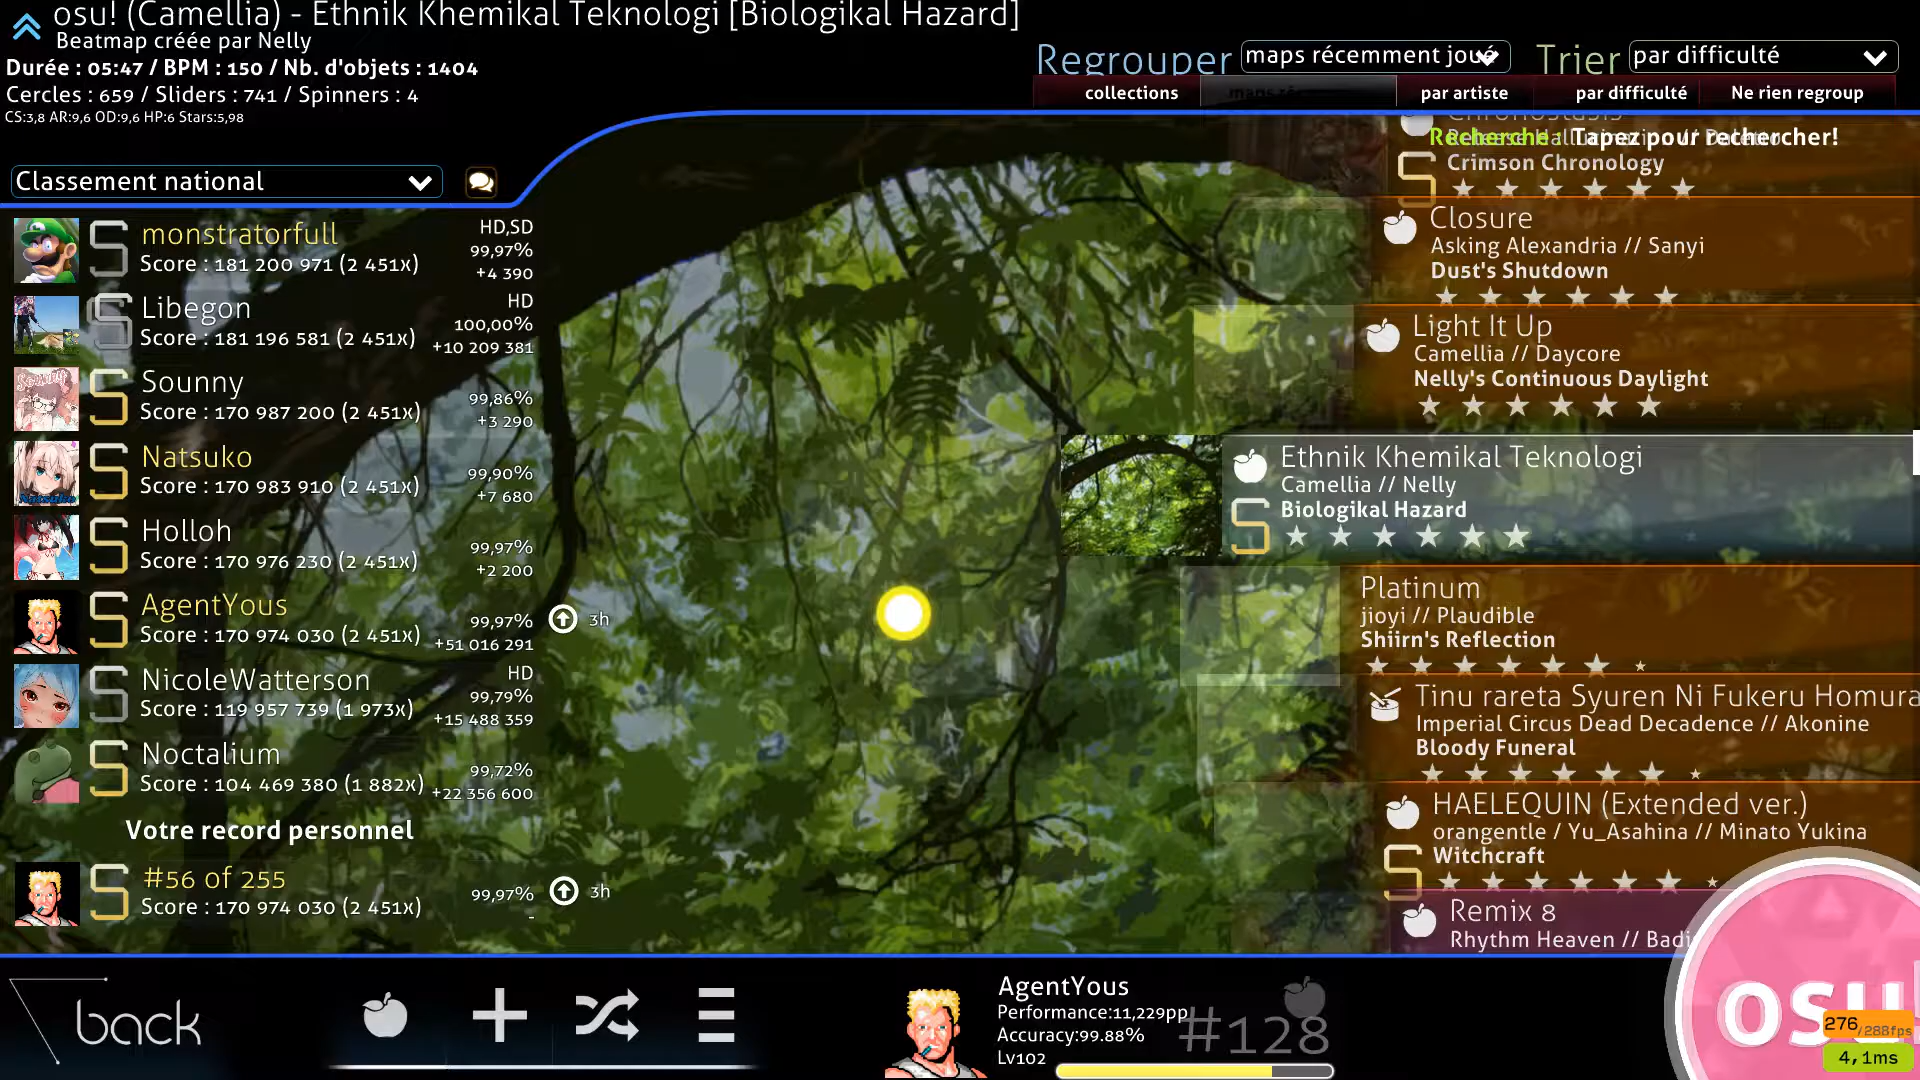 osu! (Camellia) - Ethnik Khemikal Teknologi [Biologikal Hazard]
Beatmap créée par Nelly
Durée : 05:47 / BPM : 150 / Nb. d'objets : 1404
Cercles : 659 / Sliders : 741 / Spinners : 4
CS:3,8 AR:9,6 OD:9,6 HP:6 Stars:5,98
Regrouper
maps récemment joué
Trier
par difficulté
collections
par artiste
par difficulté
Ne rien regroup
Recherche : Tapez pour rechercher!
Classement national
monstratorfull
Score : 181 200 971 (2 451x)
HD,SD
99,97%
+4 390
Libegon
Score : 181 196 581 (2 451x)
HD
100,00%
+10 209 381
Sounny
Score : 170 987 200 (2 451x)
99,86%
+3 290
Natsuko
Score : 170 983 910 (2 451x)
99,90%
+7 680
Holloh
Score : 170 976 230 (2 451x)
99,97%
+2 200
AgentYous
Score : 170 974 030 (2 451x)
99,97%
+51 016 291
3h
NicoleWatterson
Score : 119 957 739 (1 973x)
HD
99,79%
+15 488 359
Noctalium
Score : 104 469 380 (1 882x)
99,72%
+22 356 600
Votre record personnel
#56 of 255
Score : 170 974 030 (2 451x)
99,97%
-
3h
Chronostasis
Crimson Chronology
Closure
Asking Alexandria // Sanyi
Du5t's Shutdown
Light It Up
Camellia // Daycore
Nelly's Continuous Daylight
Ethnik Khemikal Teknologi
Camellia // Nelly
Biologikal Hazard
Platinum
jioyi // Plaudible
Shiirn's Reflection
Tinu rareta Syuren Ni Fukeru Homura
Imperial Circus Dead Decadence // Akonine
Bloody Funeral
HAELEQUIN (Extended ver.)
orangentle / Yu_Asahina // Minato Yukina
Witchcraft
Remix 8
Rhythm Heaven // Badi
back
AgentYous
Performance:11,229pp
Accuracy:99.88%
Lv102
#128
osu
276/288fps
4,1ms